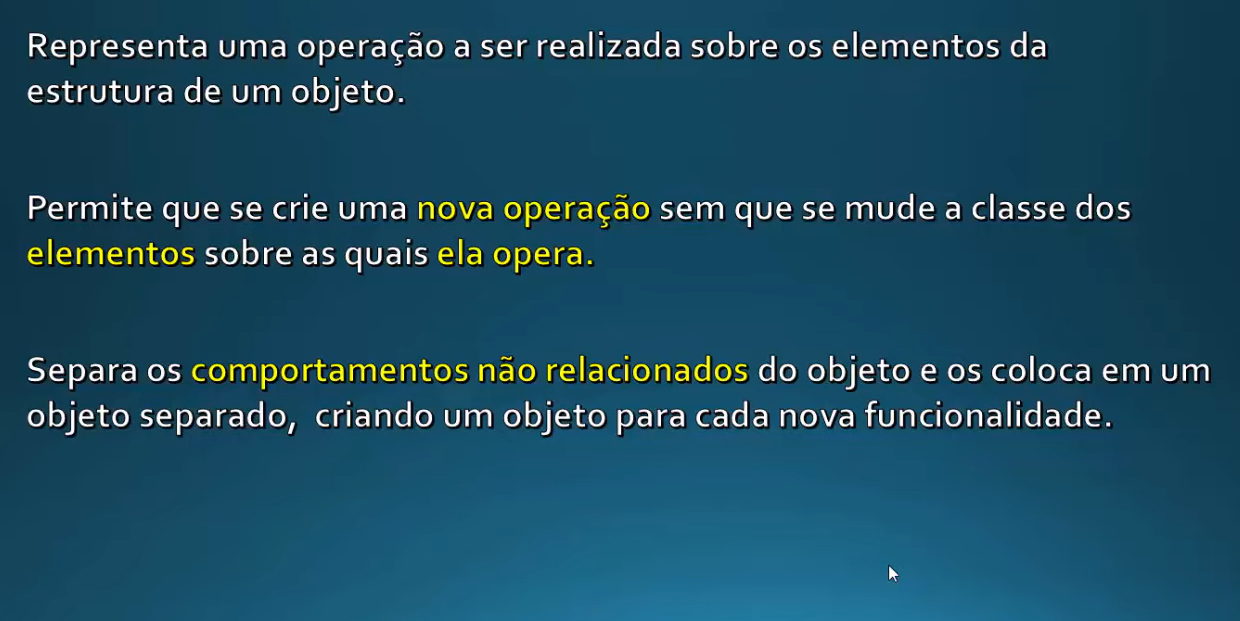 Representa uma operação a ser realizada sobre os elementos da
estrutura de um objeto.
Permite que se crie uma nova operação sem que se mude a classe dos
elementos sobre as quais ela opera.
Separa os comportamentos não relacionados do objeto e os coloca em um
objeto separado, criando um objeto para cada nova funcionalidade.